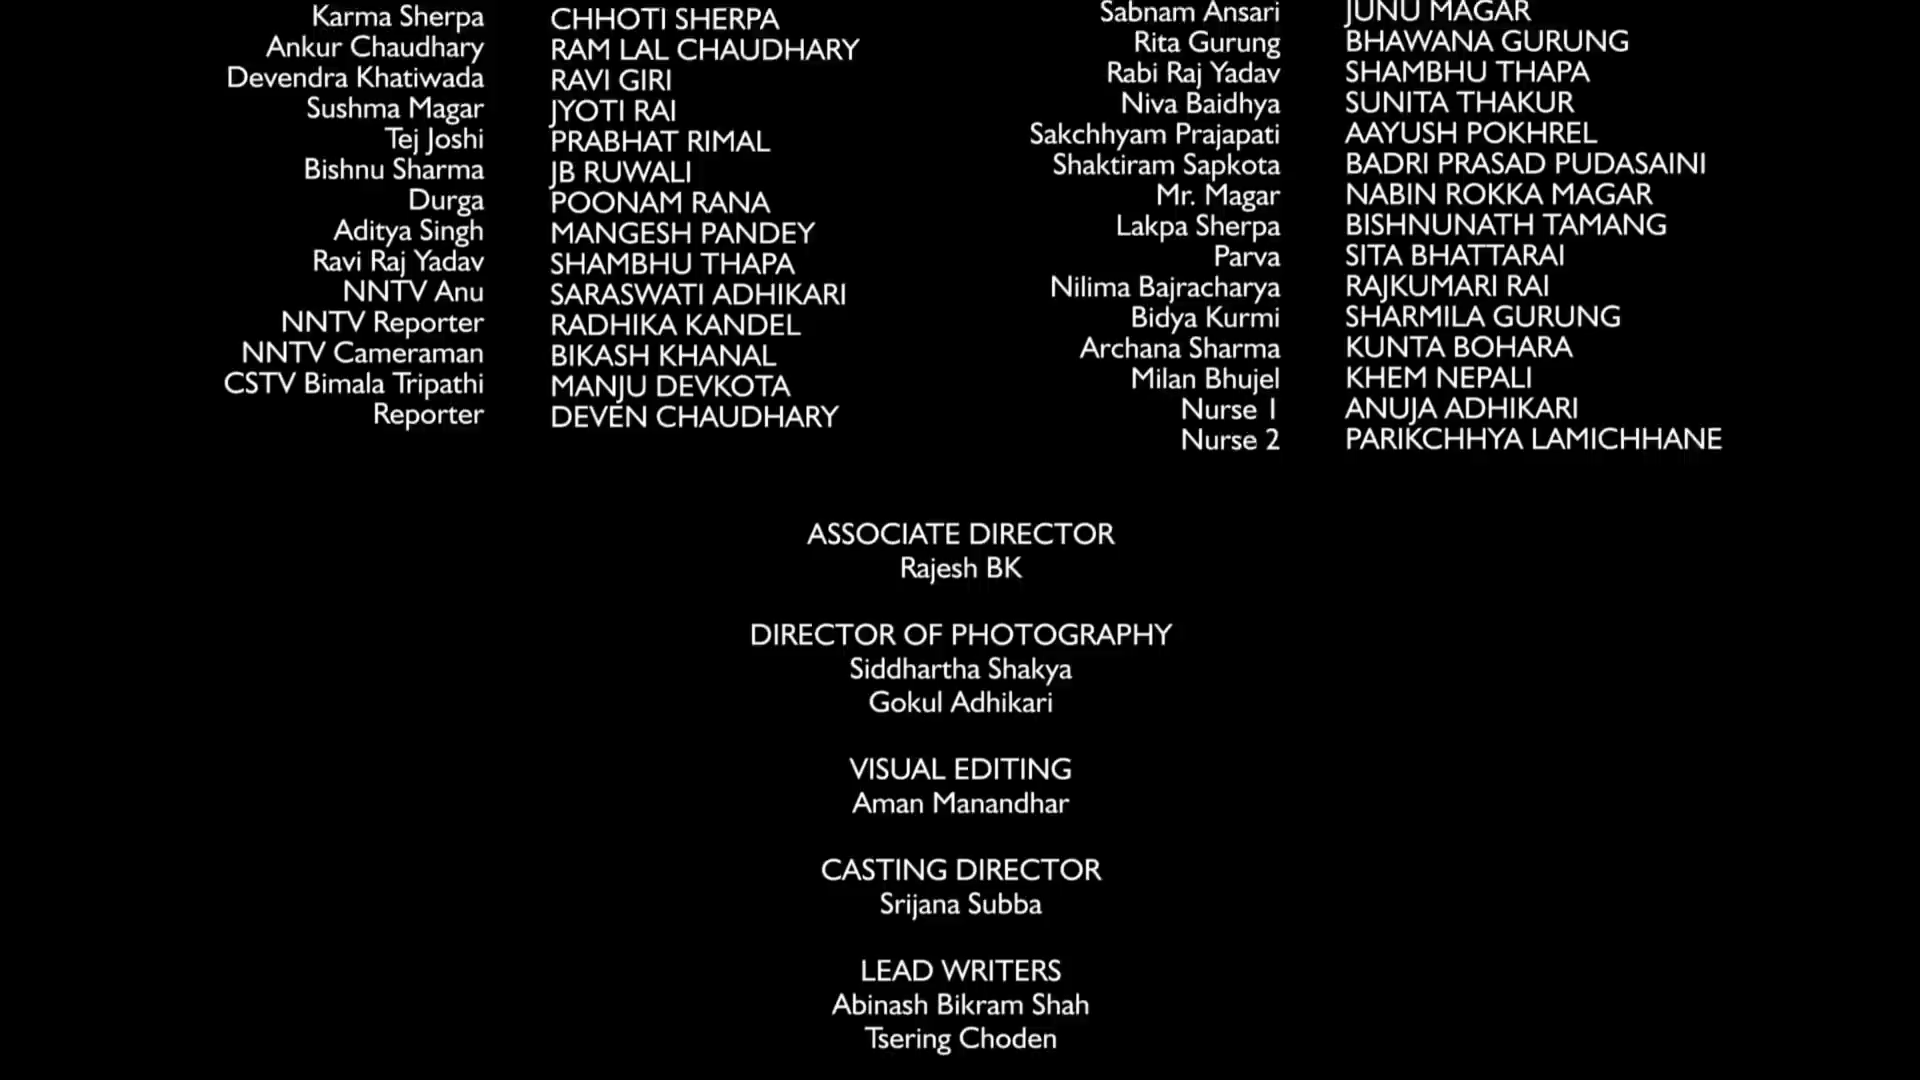 Karma Sherpa CHHOTI SHERPA
Ankur Chaudhary RAM LAL CHAUDHARY
Devendra Khatiwada RAVI GIRI
Sushma Magar JYOTI RAI
Tej Joshi PRABHAT RIMAL
Bishnu Sharma JB RUWALI
Durga POONAM RANA
Aditya Singh MANGESH PANDEY
Ravi Raj Yadav SHAMBHU THAPA
NNTV Anu SARASWATI ADHIKARI
NNTV Reporter RADHIKA KANDEL
NNTV Cameraman BIKASH KHANAL
CSTV Bimala Tripathi MANJU DEVKOTA
Reporter DEVEN CHAUDHARY
Sabnam Ansari JUNU MAGAR
Rita Gurung BHAWANA GURUNG
Rabi Raj Yadav SHAMBHU THAPA
Niva Baidhya SUNITA THAKUR
Sakchhyam Prajapati AAYUSH POKHREL
Shaktiram Sapkota BADRI PRASAD PUDASAINI
Mr. Magar NABIN ROKKA MAGAR
Lakpa Sherpa BISHNUNATH TAMANG
Parva SITA BHATTARAI
Nilima Bajracharya RAJKUMARI RAI
Bidya Kurmi SHARMILA GURUNG
Archana Sharma KUNTA BOHARA
Milan Bhujel KHEM NEPALI
Nurse 1 ANUJA ADHIKARI
Nurse 2 PARIKCHHYA LAMICHHANE
ASSOCIATE DIRECTOR
Rajesh BK
DIRECTOR OF PHOTOGRAPHY
Siddhartha Shakya
Gokul Adhikari
VISUAL EDITING
Aman Manandhar
CASTING DIRECTOR
Srijana Subba
LEAD WRITERS
Abinash Bikram Shah
Tsering Choden